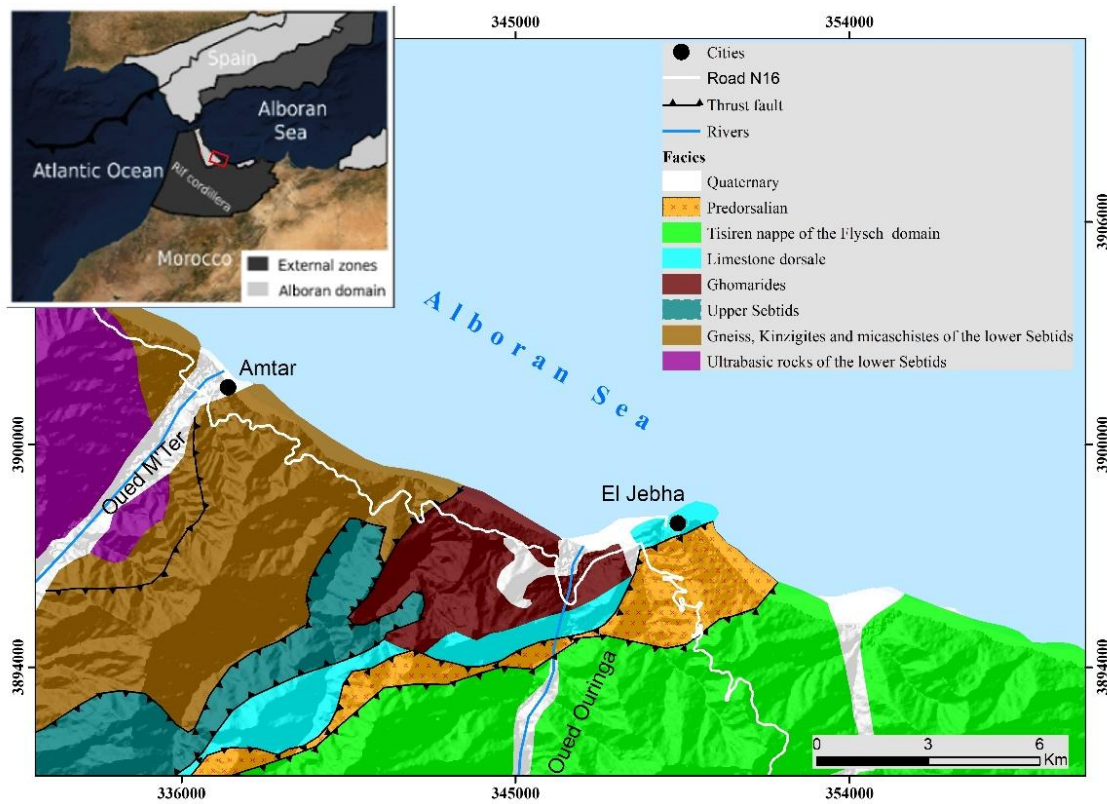 345000
354000
Spain
Alboran
Sea
Atlantic Ocean
Rif cordillera
Morocco
External zones
Alboran domain
Cities
Road N16
Thrust fault
Rivers
Facies
Quaternary
Predorsalian
Tisiren nappe of the Flysch domain
Limestone dorsale
Ghomarides
Upper Sebtids
Gneiss, Kinzigites and micaschistes of the lower Sebtids
Ultrabasic rocks of the lower Sebtids
3906000
Alboran Sea
Amtar
3900000
3900000
Oued M'Ter
El Jebha
3894000
3894000
Oued Ouringa
0 3 6
Km
336000
345000
354000